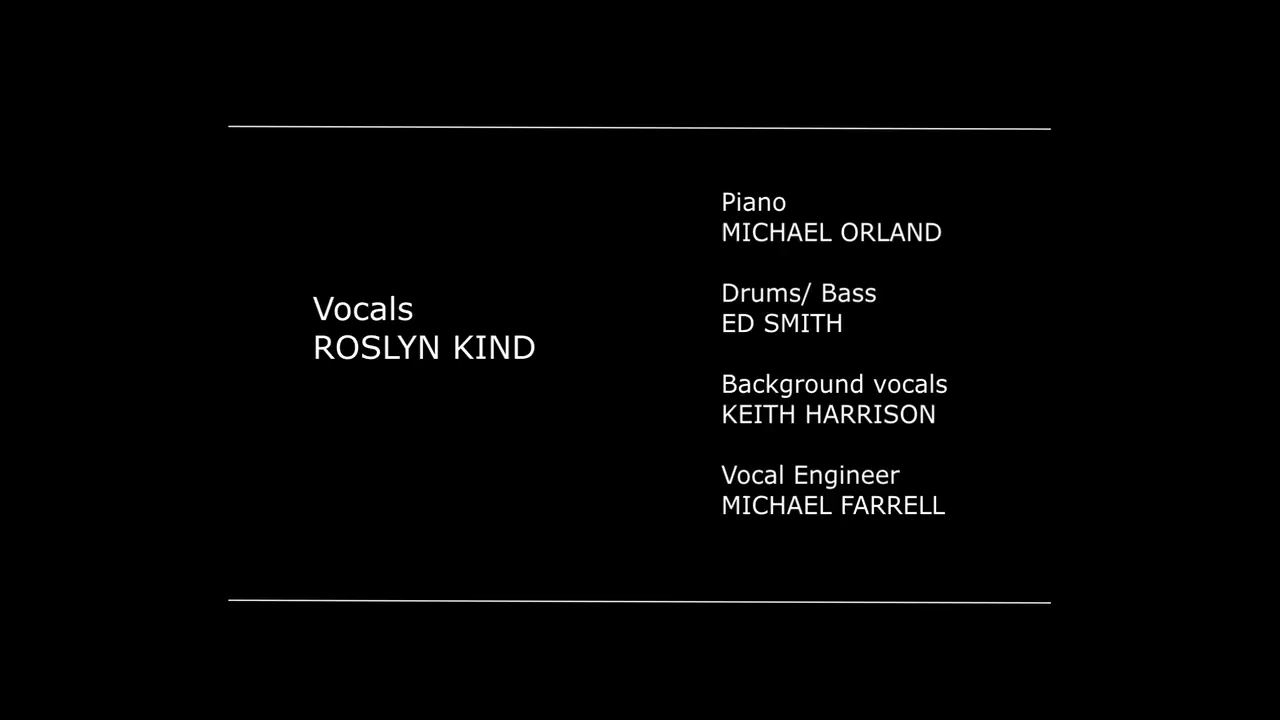 Vocals
ROSLYN KIND
Piano
MICHAEL ORLAND
Drums/ Bass
ED SMITH
Background vocals
KEITH HARRISON
Vocal Engineer
MICHAEL FARRELL